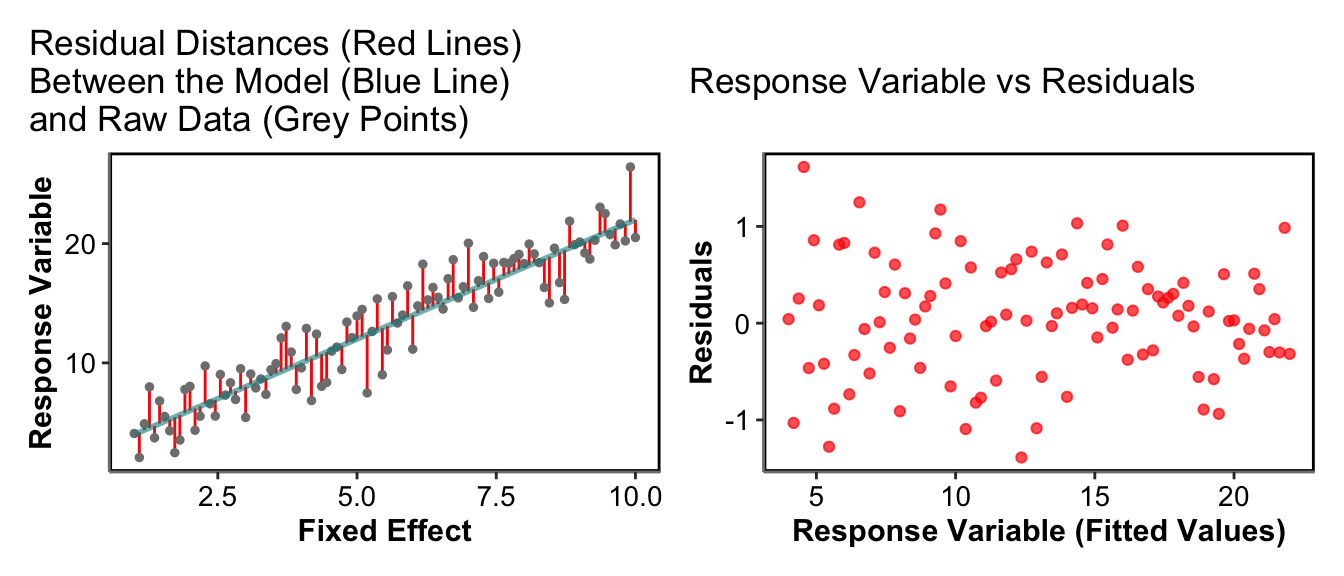 Residual Distances (Red Lines)
Between the Model (Blue Line)
and Raw Data (Grey Points)
Response Variable
20
10
2.5 5.0 7.5 10.0
Fixed Effect
Response Variable vs Residuals
Residuals
1
0
-1
5 10 15 20
Response Variable (Fitted Values)